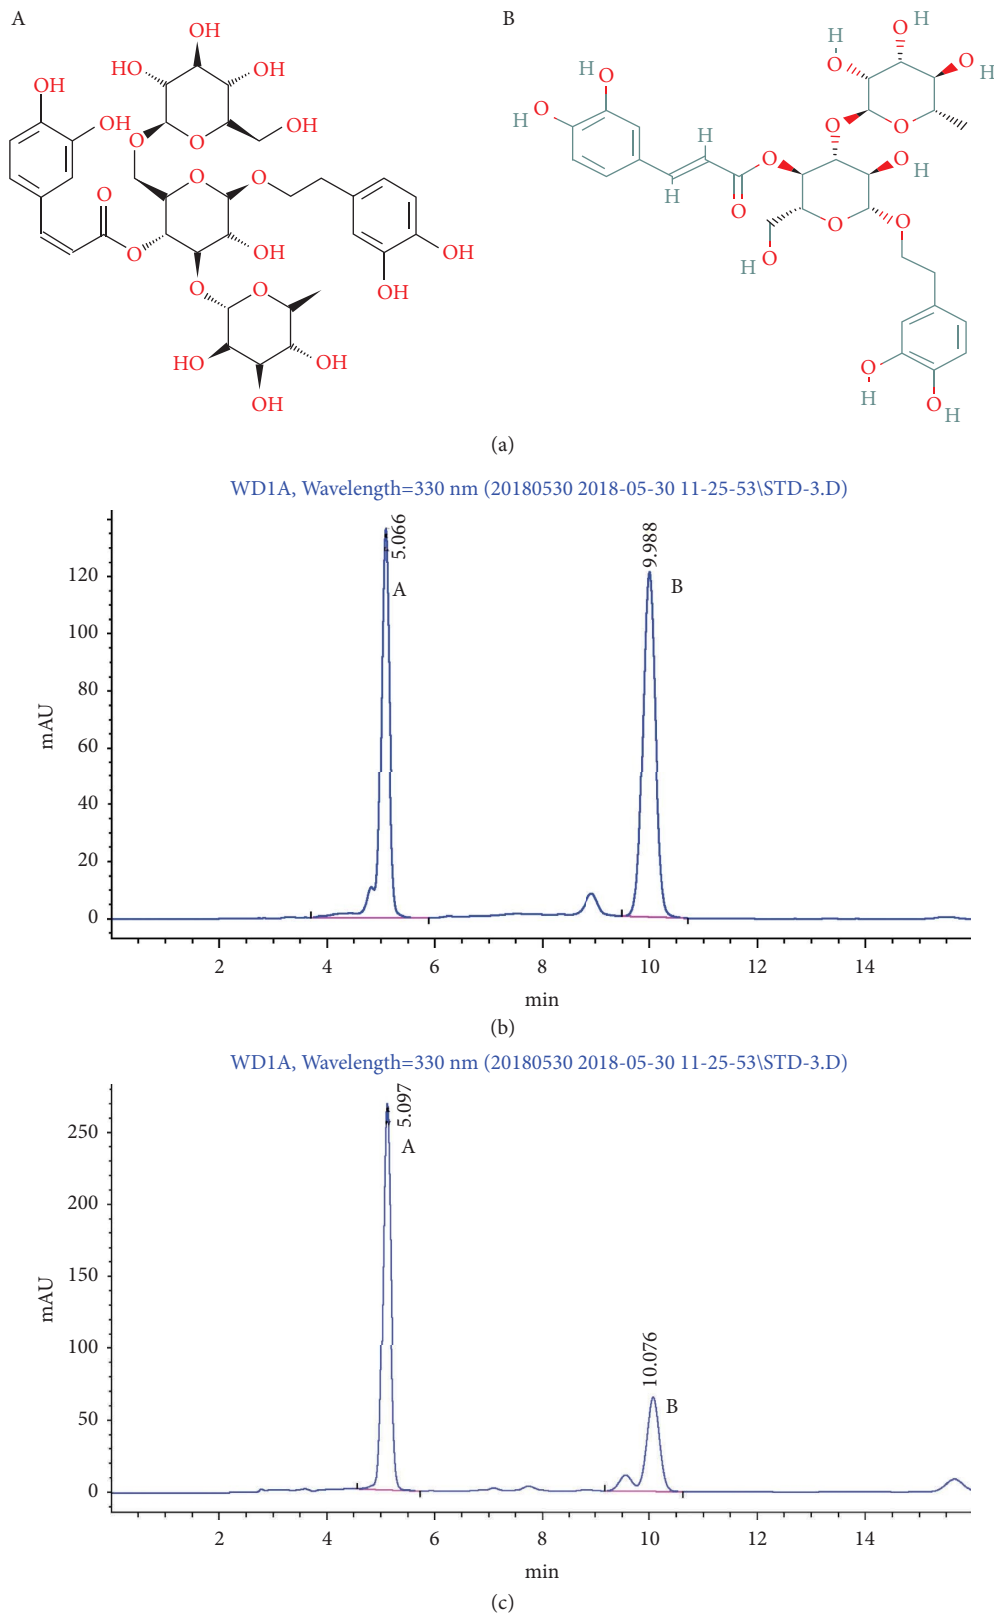 A
B
OH
HO
OH
OH
OH
OH
O
O
OH
O
O
O
O
OH
OH
OH
O
O
HO
OH
OH
H
O
H
O
O
H
O
H
H
O
H
O
H
H
O
O
O
H
O
O
H
O
O
O
H
O
H
(a)
WD1A, Wavelength=330 nm (20180530 2018-05-30 11-25-53\STD-3.D)
5.066
A
9.988
B
120
100
80
60
40
20
0
mAU
2 4 6 8 10 12 14
min
(b)
WD1A, Wavelength=330 nm (20180530 2018-05-30 11-25-53\STD-3.D)
5.097
A
10.076
B
250
200
150
100
50
0
mAU
2 4 6 8 10 12 14
min
(c)